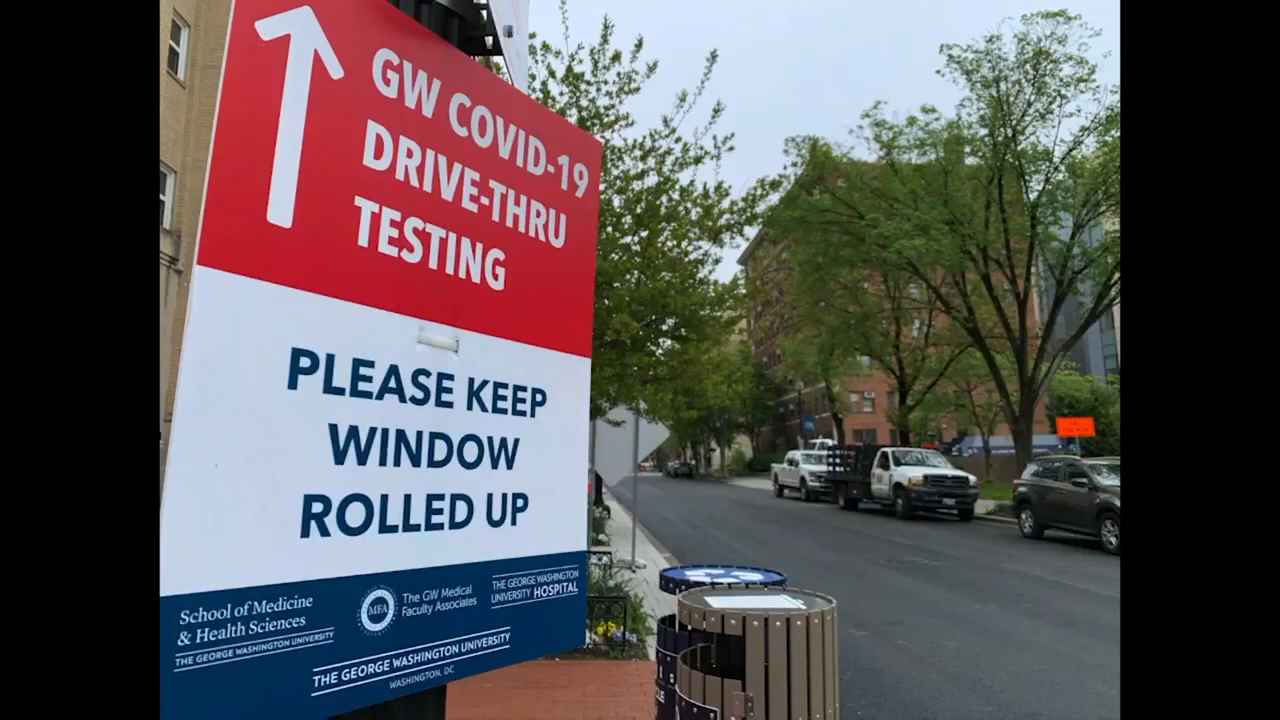 GW COVID-19
DRIVE-THRU
TESTING
PLEASE KEEP
WINDOW
ROLLED UP
School of Medicine
& Health Sciences
THE GEORGE WASHINGTON UNIVERSITY
MFA
The GW Medical
Faculty Associates
THE GEORGE WASHINGTON
UNIVERSITY HOSPITAL
THE GEORGE WASHINGTON UNIVERSITY
WASHINGTON, DC